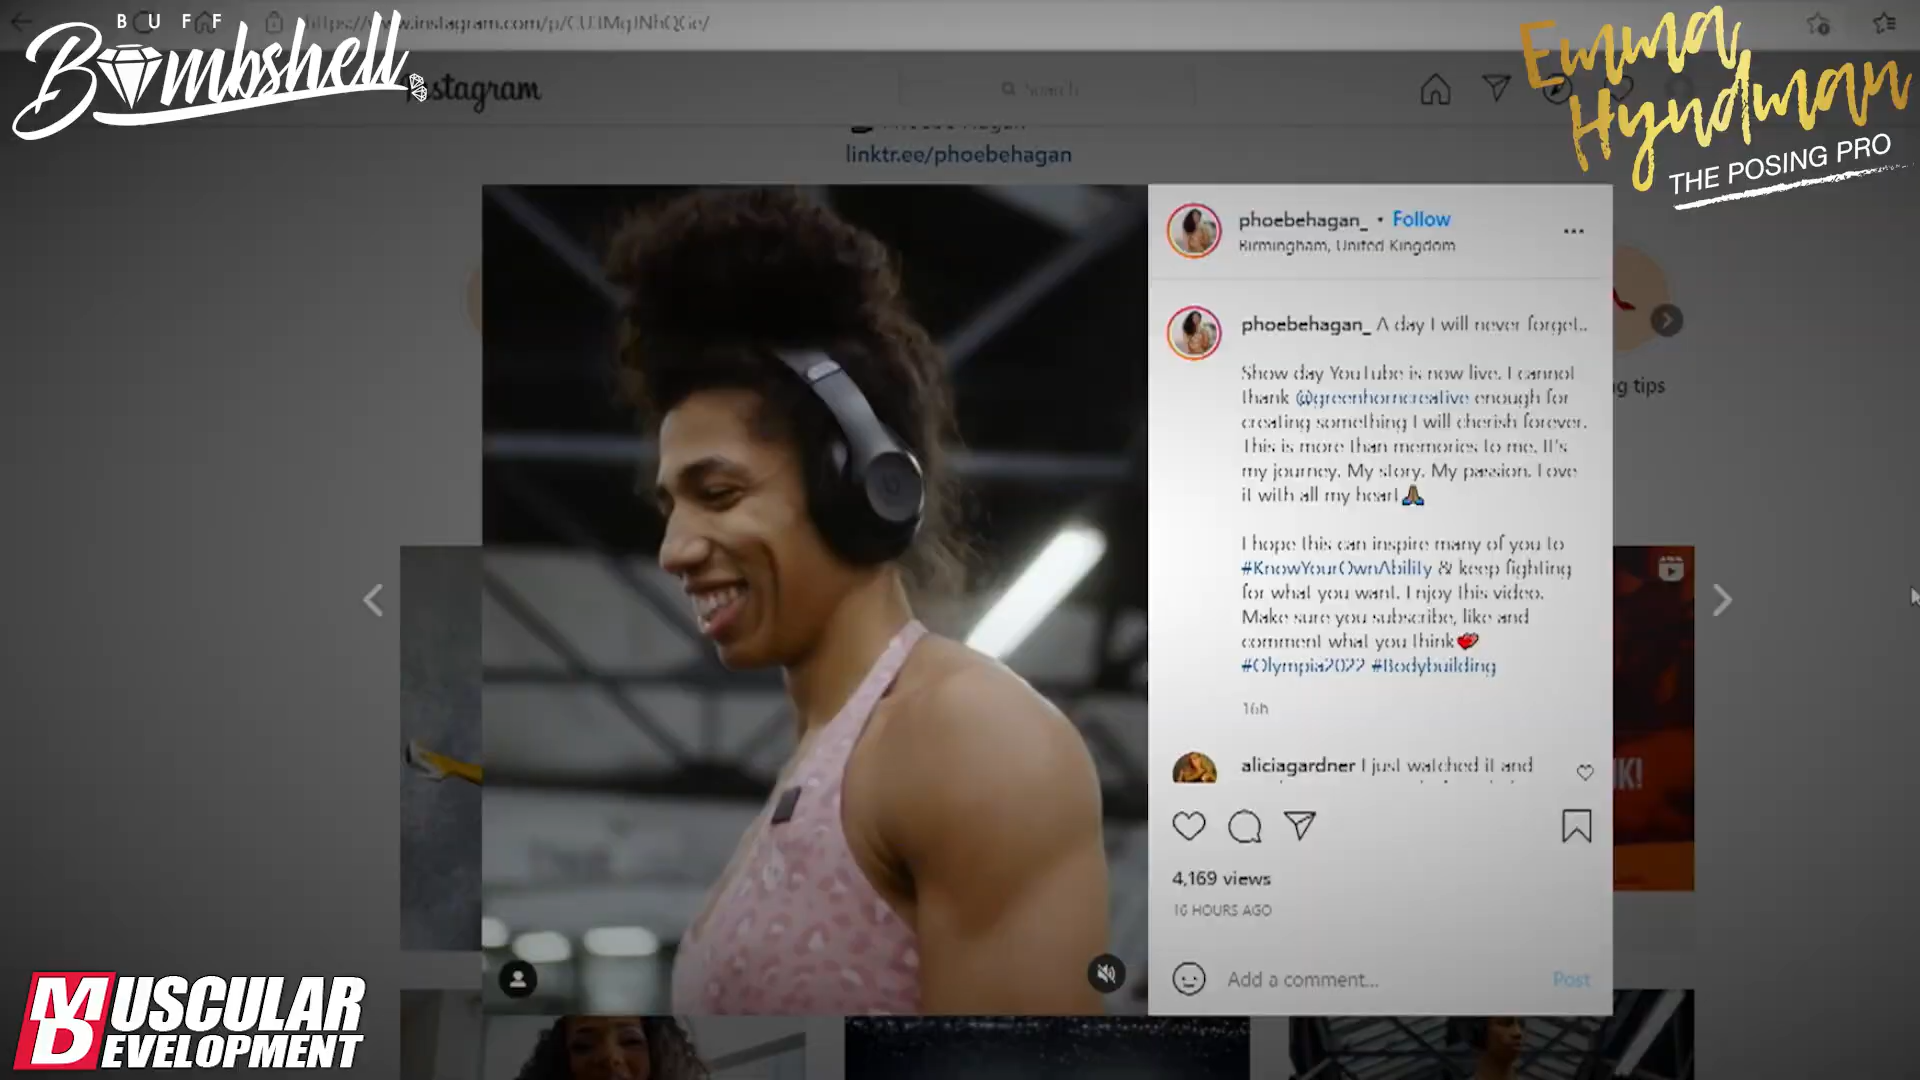 BUFF
Bombshell
Emma
Hyndman
THE POSING PRO
Instagram
Search
linktr.ee/phoebehagan
phoebehagan_ • Follow
Birmingham, United Kingdom
phoebehagan_ A day I will never forget..
Show day YouTube is now live. I cannot
thank @greenhorncreative enough for
creating something I will cherish forever.
This is more than memories to me. It's
my journey. My story. My passion. Love
it with all my heart
I hope this can inspire many of you to
#KnowYourOwnAbility & keep fighting
for what you want. Enjoy this video.
Make sure you subscribe, like and
comment what you think
#Olympia2022 #Bodybuilding
16h
aliciagardner I just watched it and
4,169 views
16 HOURS AGO
Add a comment... Post
ng tips
K!
MUSCULAR
DEVELOPMENT